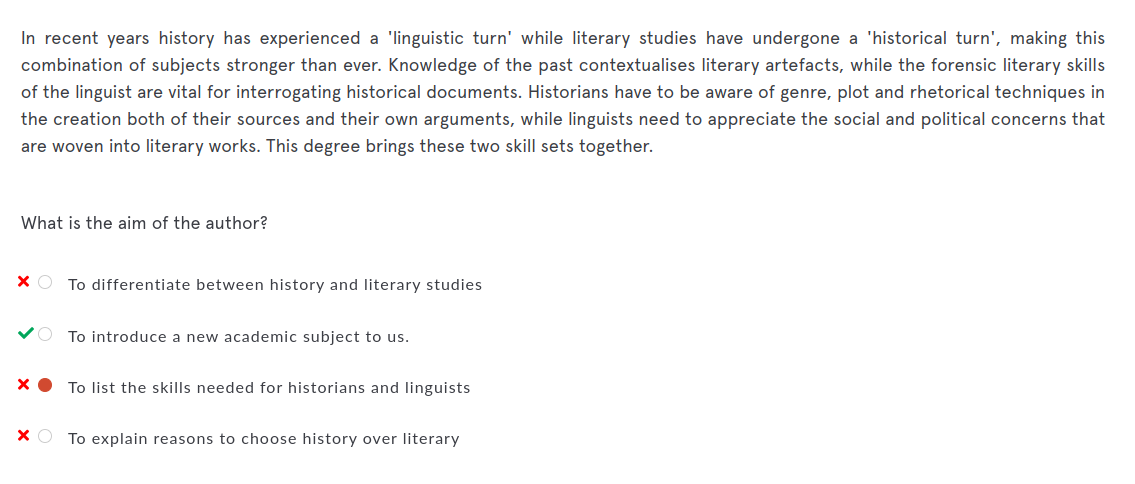 In recent years history has experienced a 'linguistic turn' while literary studies have undergone a 'historical turn', making this
combination of subjects stronger than ever. Knowledge of the past contextualises literary artefacts, while the forensic literary skills
of the linguist are vital for interrogating historical documents. Historians have to be aware of genre, plot and rhetorical techniques in
the creation both of their sources and their own arguments, while linguists need to appreciate the social and political concerns that
are woven into literary works. This degree brings these two skill sets together.
What is the aim of the author?
To differentiate between history and literary studies
To introduce a new academic subject to us.
To list the skills needed for historians and linguists
To explain reasons to choose history over literary